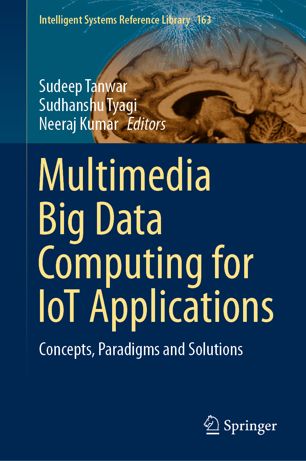 Intelligent Systems Reference Library 163
Sudeep Tanwar
Sudhanshu Tyagi
Neeraj Kumar Editors
Multimedia
Big Data
Computing for
IoT Applications
Concepts, Paradigms and Solutions
Springer